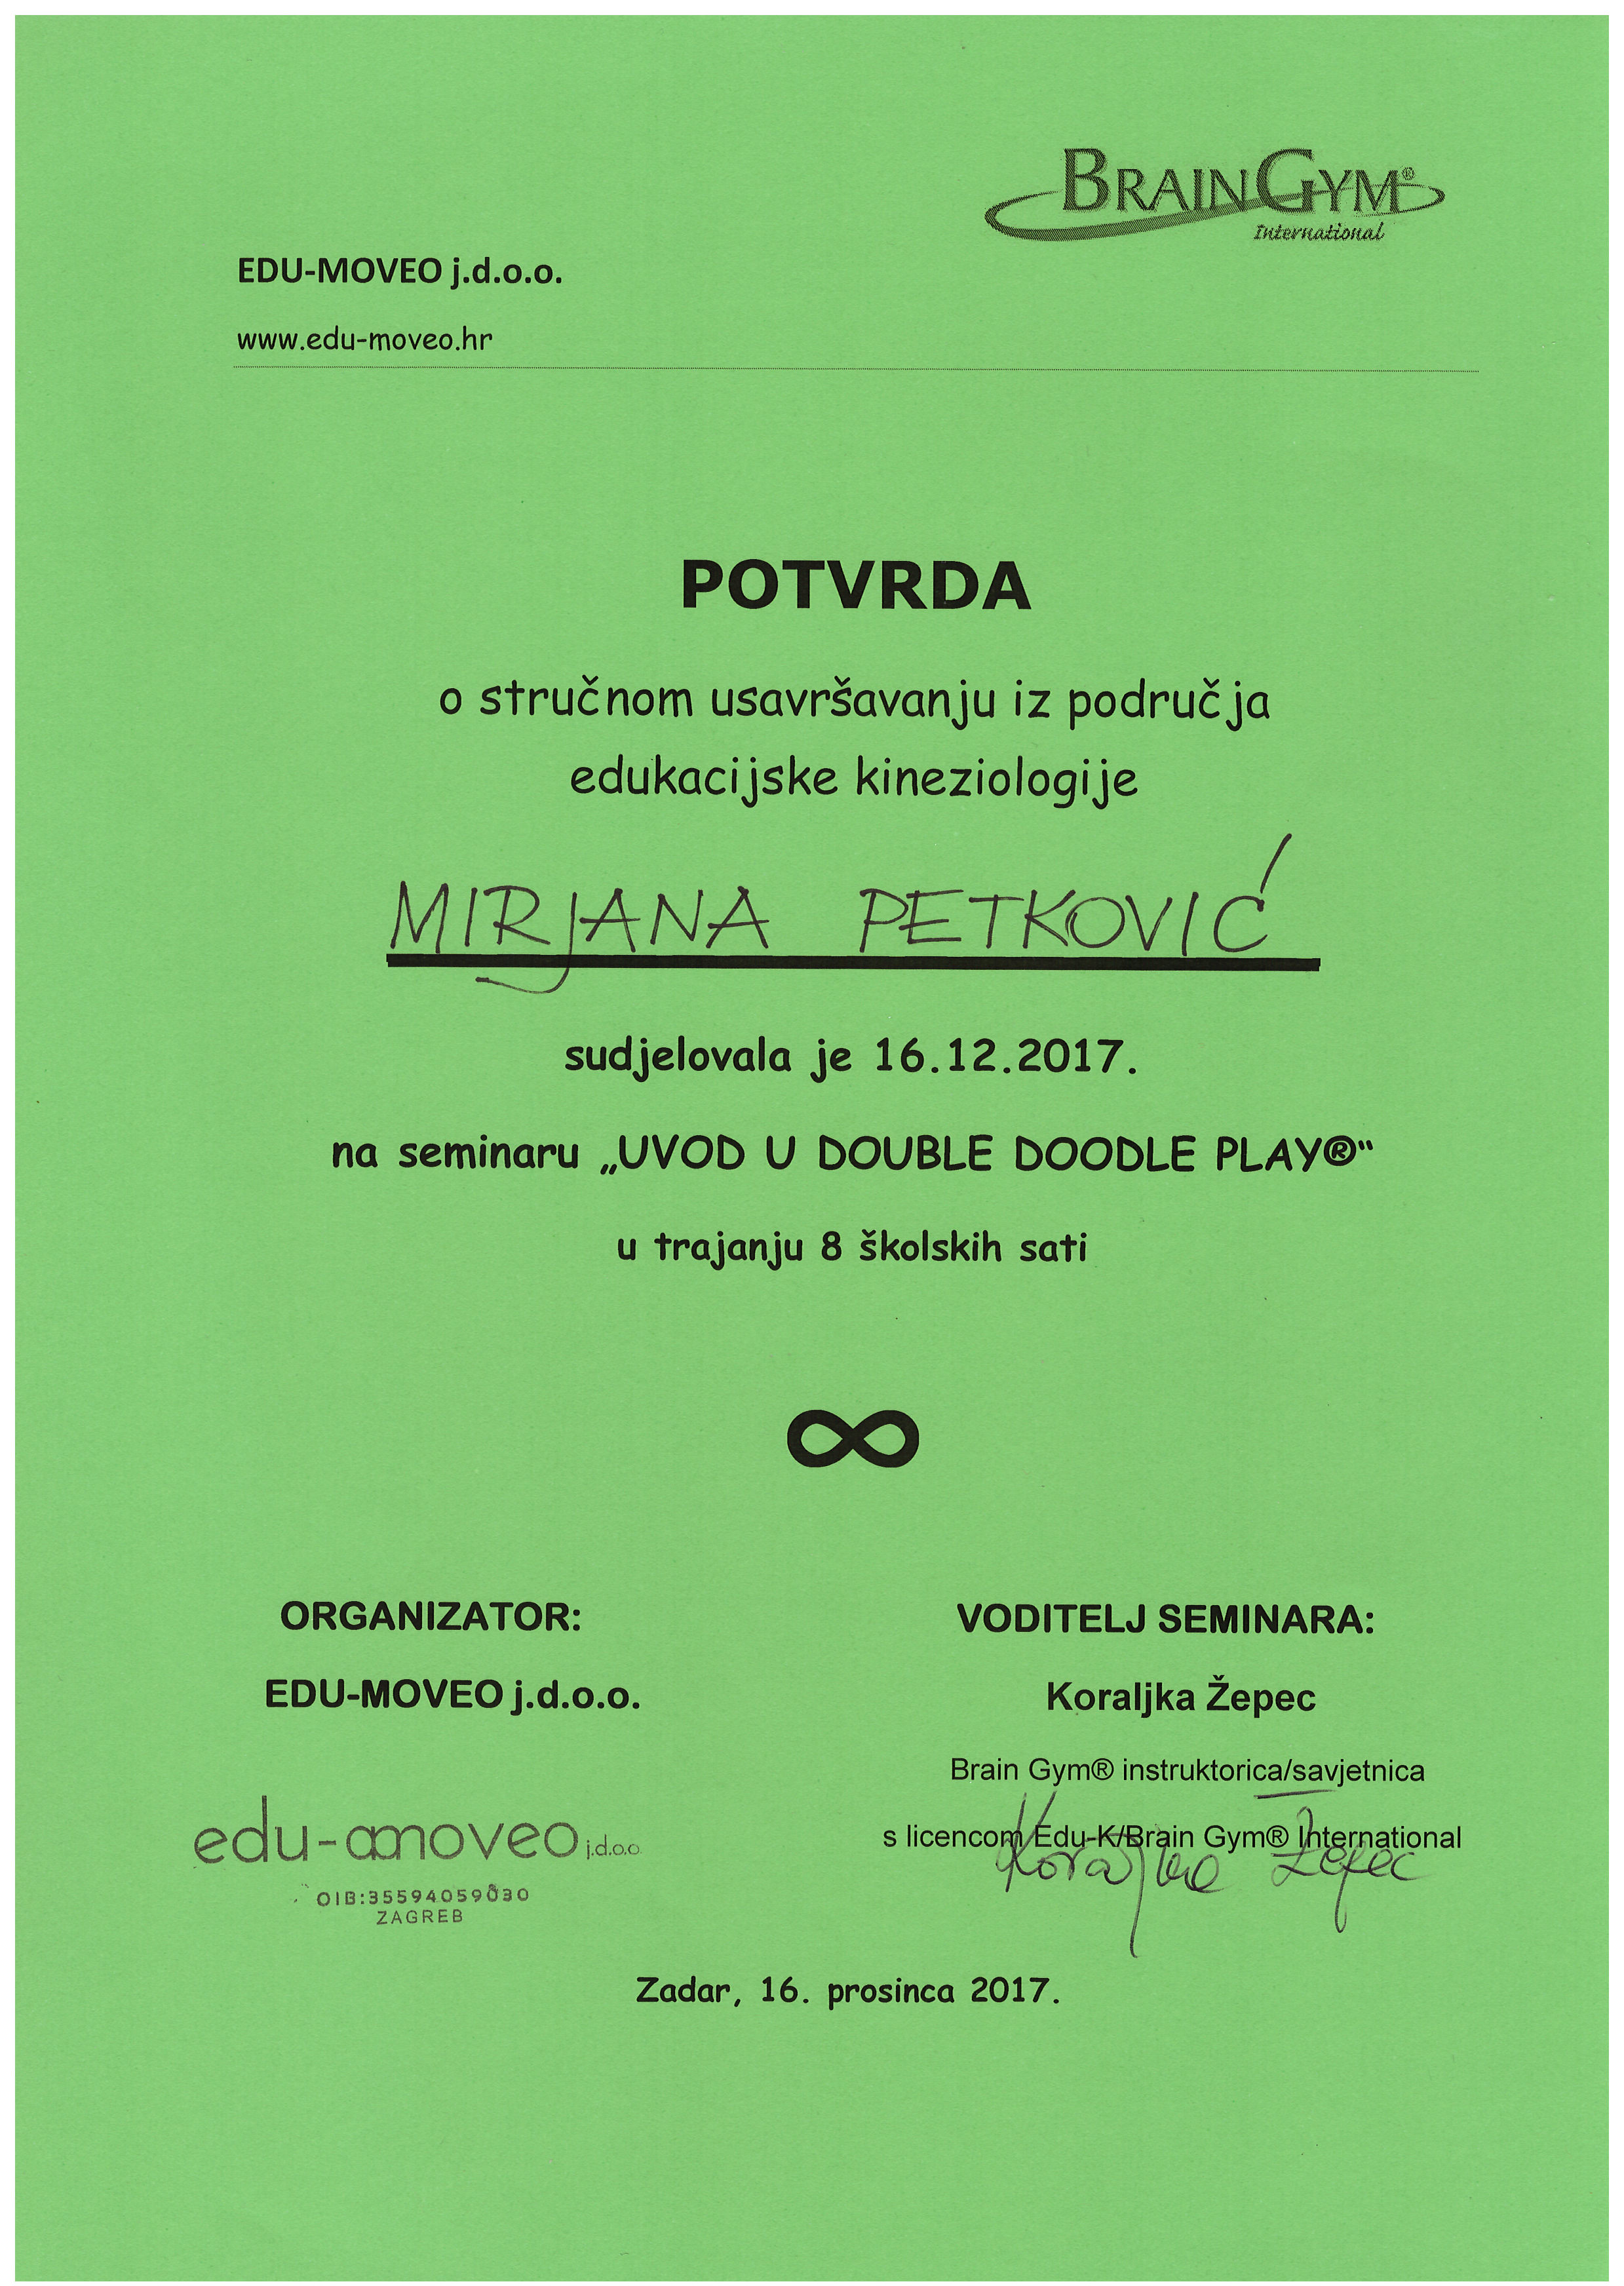 BRAINGYM®
International
EDU-MOVEO j.d.o.o.
www.edu-moveo.hr
POTVRDA
o stručnom usavršavanju iz područja
edukacijske kineziologije
MIRJANA PETKOVIĆ
sudjelovala je 16.12.2017.
na seminaru „UVOD U DOUBLE DOODLE PLAY®“
u trajanju 8 školskih sati
ORGANIZATOR:
VODITELJ SEMINARA:
EDU-MOVEO j.d.o.o.
Koraljka Žepec
Brain Gym® instruktorica/savjetnica
s licencom Edu-K/Brain Gym® International
edu-moveo j.d.o.o.
Koraljka Žepec
OIB:35594059030
ZAGREB
Zadar, 16. prosinca 2017.